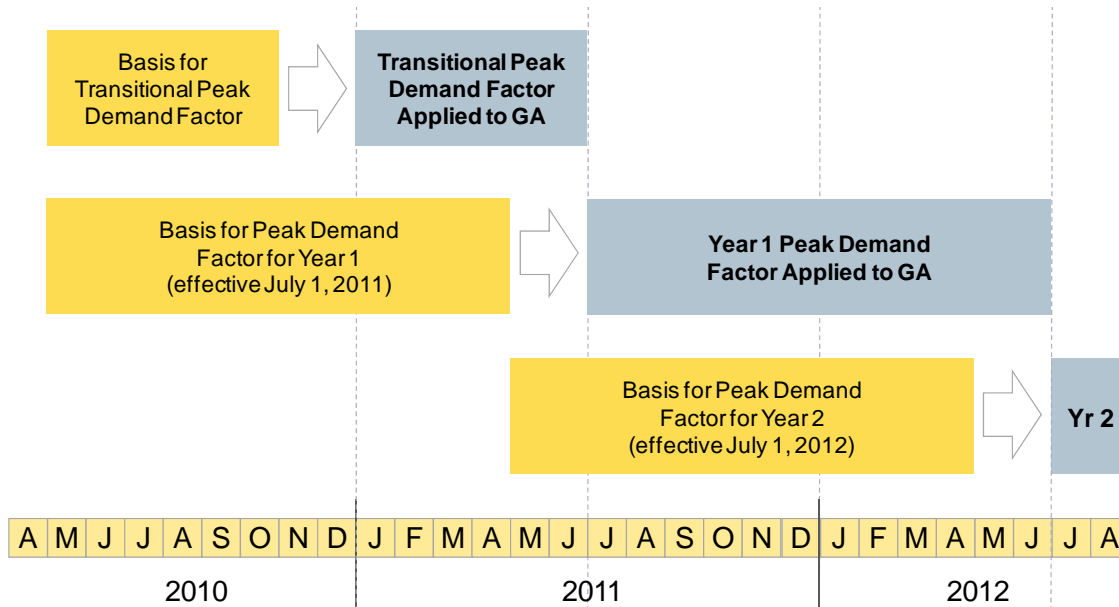 Basis for
Transitional Peak
Demand Factor
Transitional Peak
Demand Factor
Applied to GA
Basis for Peak Demand
Factor for Year 1
(effective July 1, 2011)
Year 1 Peak Demand
Factor Applied to GA
Basis for Peak Demand
Factor for Year 2
(effective July 1, 2012)
Yr 2
A M J J A S O N D J F M A M J J A S O N D J F M A M J J A
2010 2011 2012